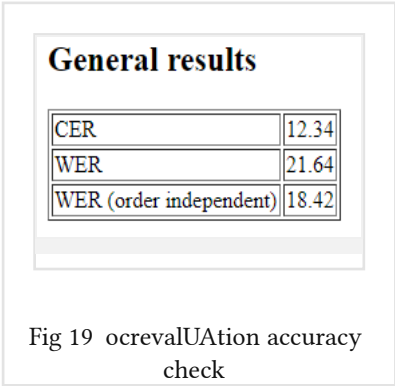 General results
CER 12.34
WER 21.64
WER (order independent) 18.42
Fig 19 ocrevalUAtion accuracy
check